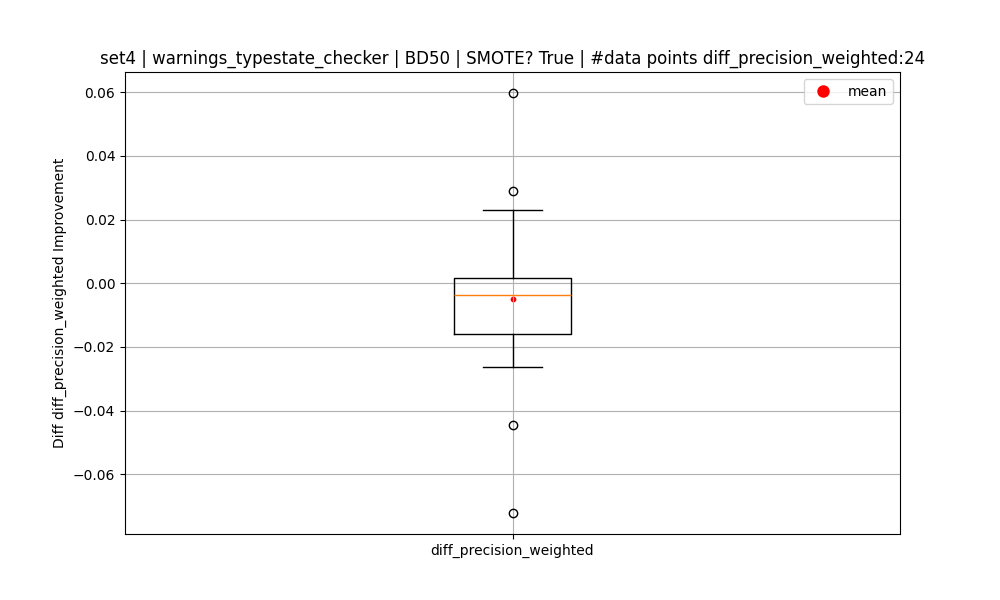 set4 | warnings_typestate_checker | BD50 | SMOTE? True | #data points diff_precision_weighted:24
mean
Diff diff_precision_weighted Improvement
0.06
0.04
0.02
0.00
−0.02
−0.04
−0.06
diff_precision_weighted